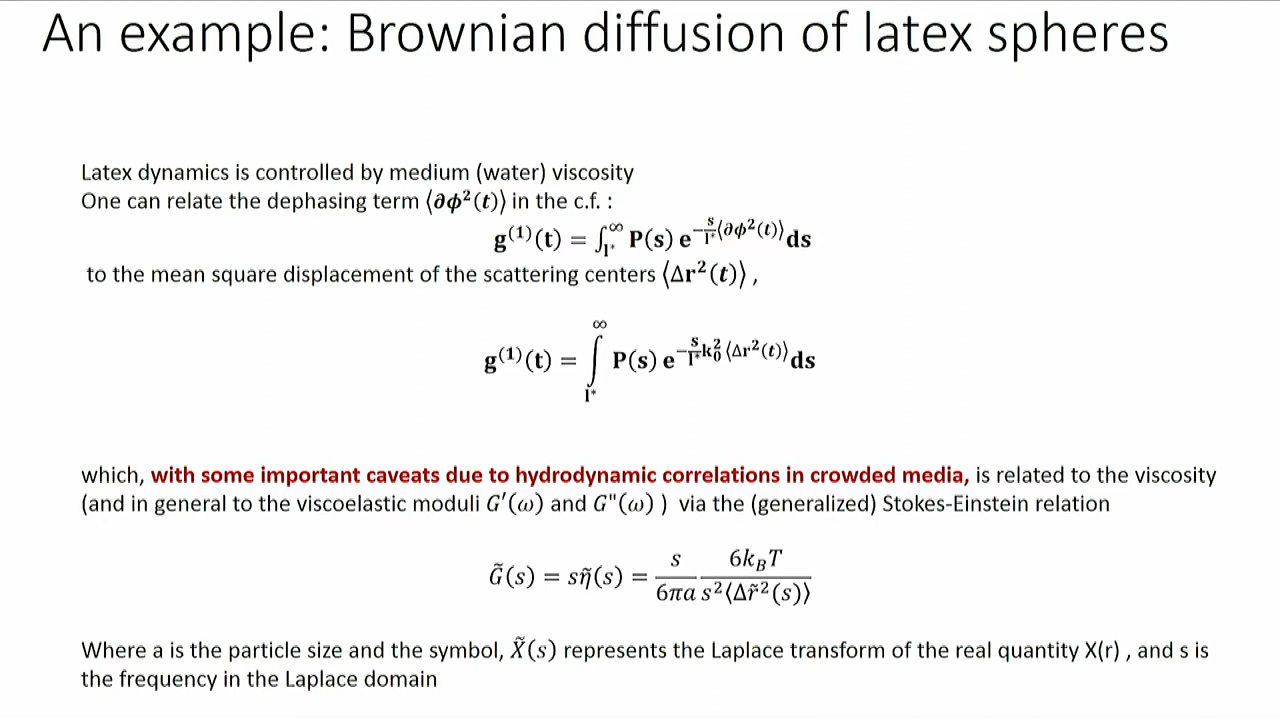 An example: Brownian diffusion of latex spheres
Latex dynamics is controlled by medium (water) viscosity
One can relate the dephasing term ⟨∂ϕ²(t)⟩ in the c.f. :
g⁽¹⁾(t) = ∫_{l*}^{∞} P(s) e^{−(s/l*)⟨∂ϕ²(t)⟩} ds
to the mean square displacement of the scattering centers ⟨Δr²(t)⟩ ,
g⁽¹⁾(t) = ∫_{l*}^{∞} P(s) e^{−(s/l*)k₀²⟨Δr²(t)⟩} ds
which, with some important caveats due to hydrodynamic correlations in crowded media, is related to the viscosity
(and in general to the viscoelastic moduli G′(ω) and G"(ω) ) via the (generalized) Stokes-Einstein relation
G̃(s) = sη̃(s) = \frac{s}{6πa} \frac{6k_BT}{s²⟨Δr̃²(s)⟩}
Where a is the particle size and the symbol, X̃(s) represents the Laplace transform of the real quantity X(r) , and s is
the frequency in the Laplace domain